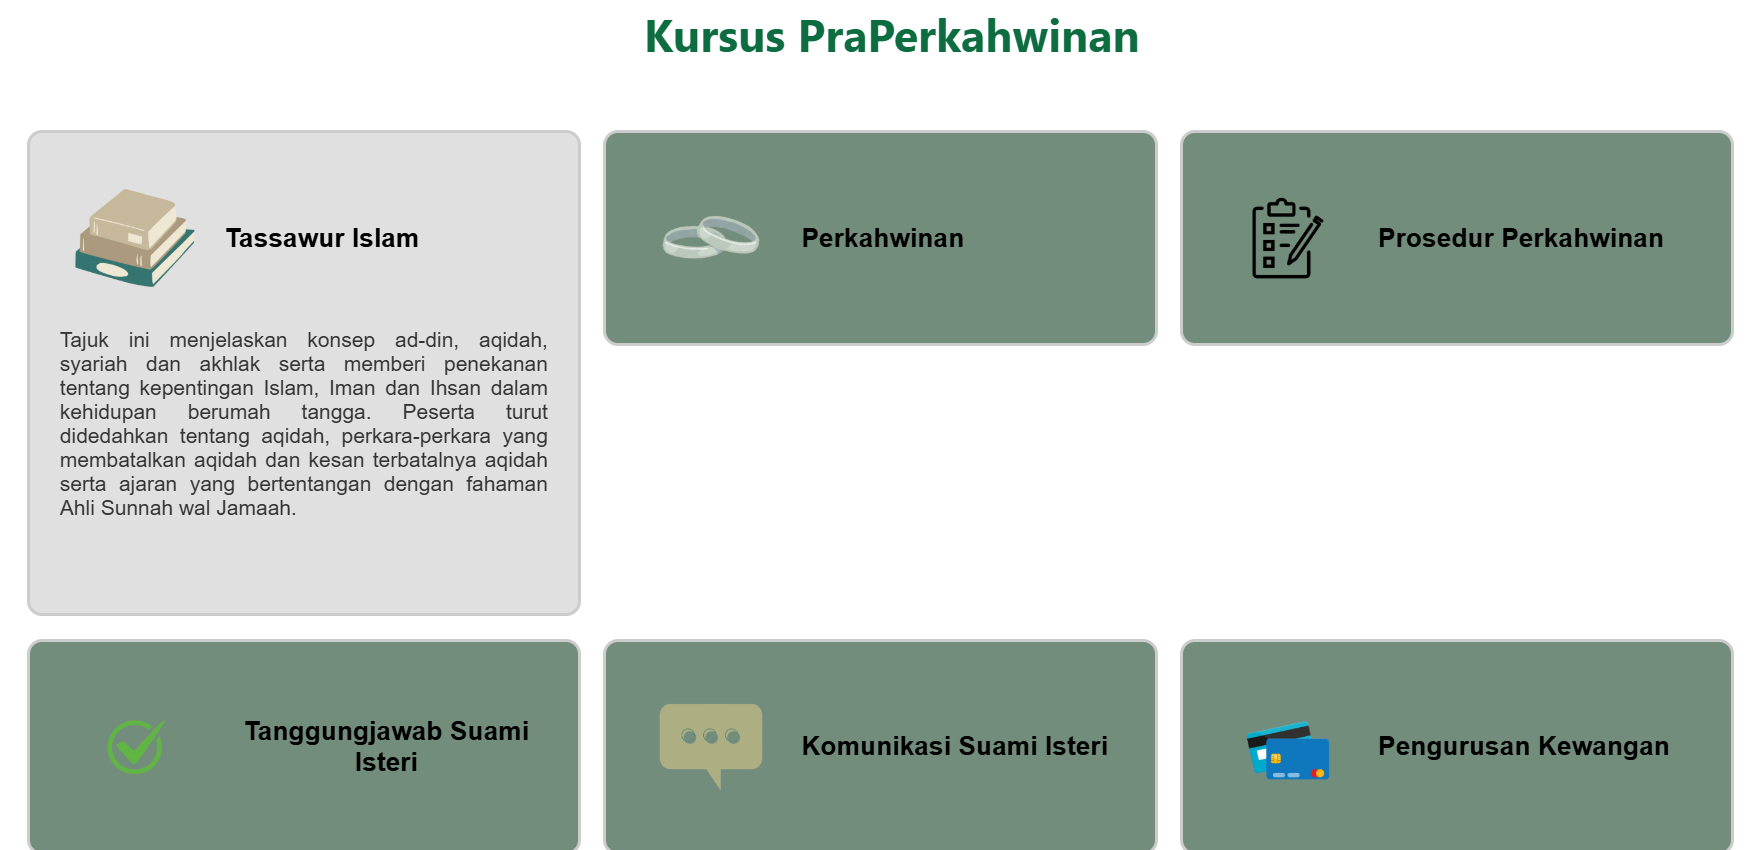 Kursus PraPerkahwinan
Tassawur Islam
Tajuk ini menjelaskan konsep ad-din, aqidah,
syariah dan akhlak serta memberi penekanan
tentang kepentingan Islam, Iman dan Ihsan dalam
kehidupan berumah tangga. Peserta turut
didedahkan tentang aqidah, perkara-perkara yang
membatalkan aqidah dan kesan terbatalnya aqidah
serta ajaran yang bertentangan dengan fahaman
Ahli Sunnah wal Jamaah.
Perkahwinan
Prosedur Perkahwinan
Tanggungjawab Suami
Isteri
Komunikasi Suami Isteri
Pengurusan Kewangan